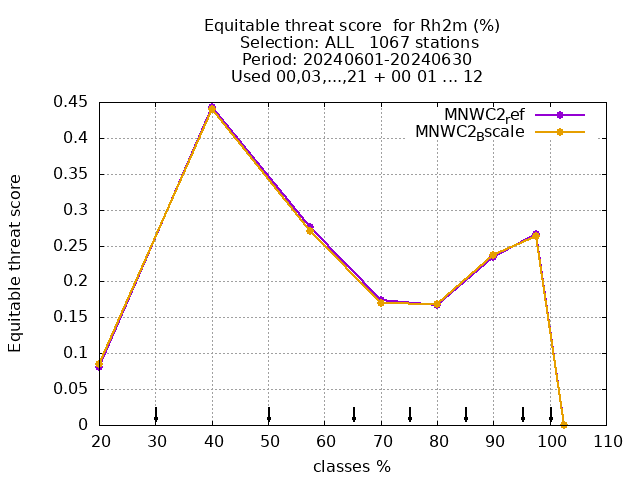 Equitable threat score  for Rh2m (%)
Selection: ALL   1067 stations
Period: 20240601-20240630
Used 00,03,...,21 + 00 01 ... 12
MNWC2ref
MNWC2Bscale
Equitable threat score
0.45
0.4
0.35
0.3
0.25
0.2
0.15
0.1
0.05
0
20 30 40 50 60 70 80 90 100 110
classes %